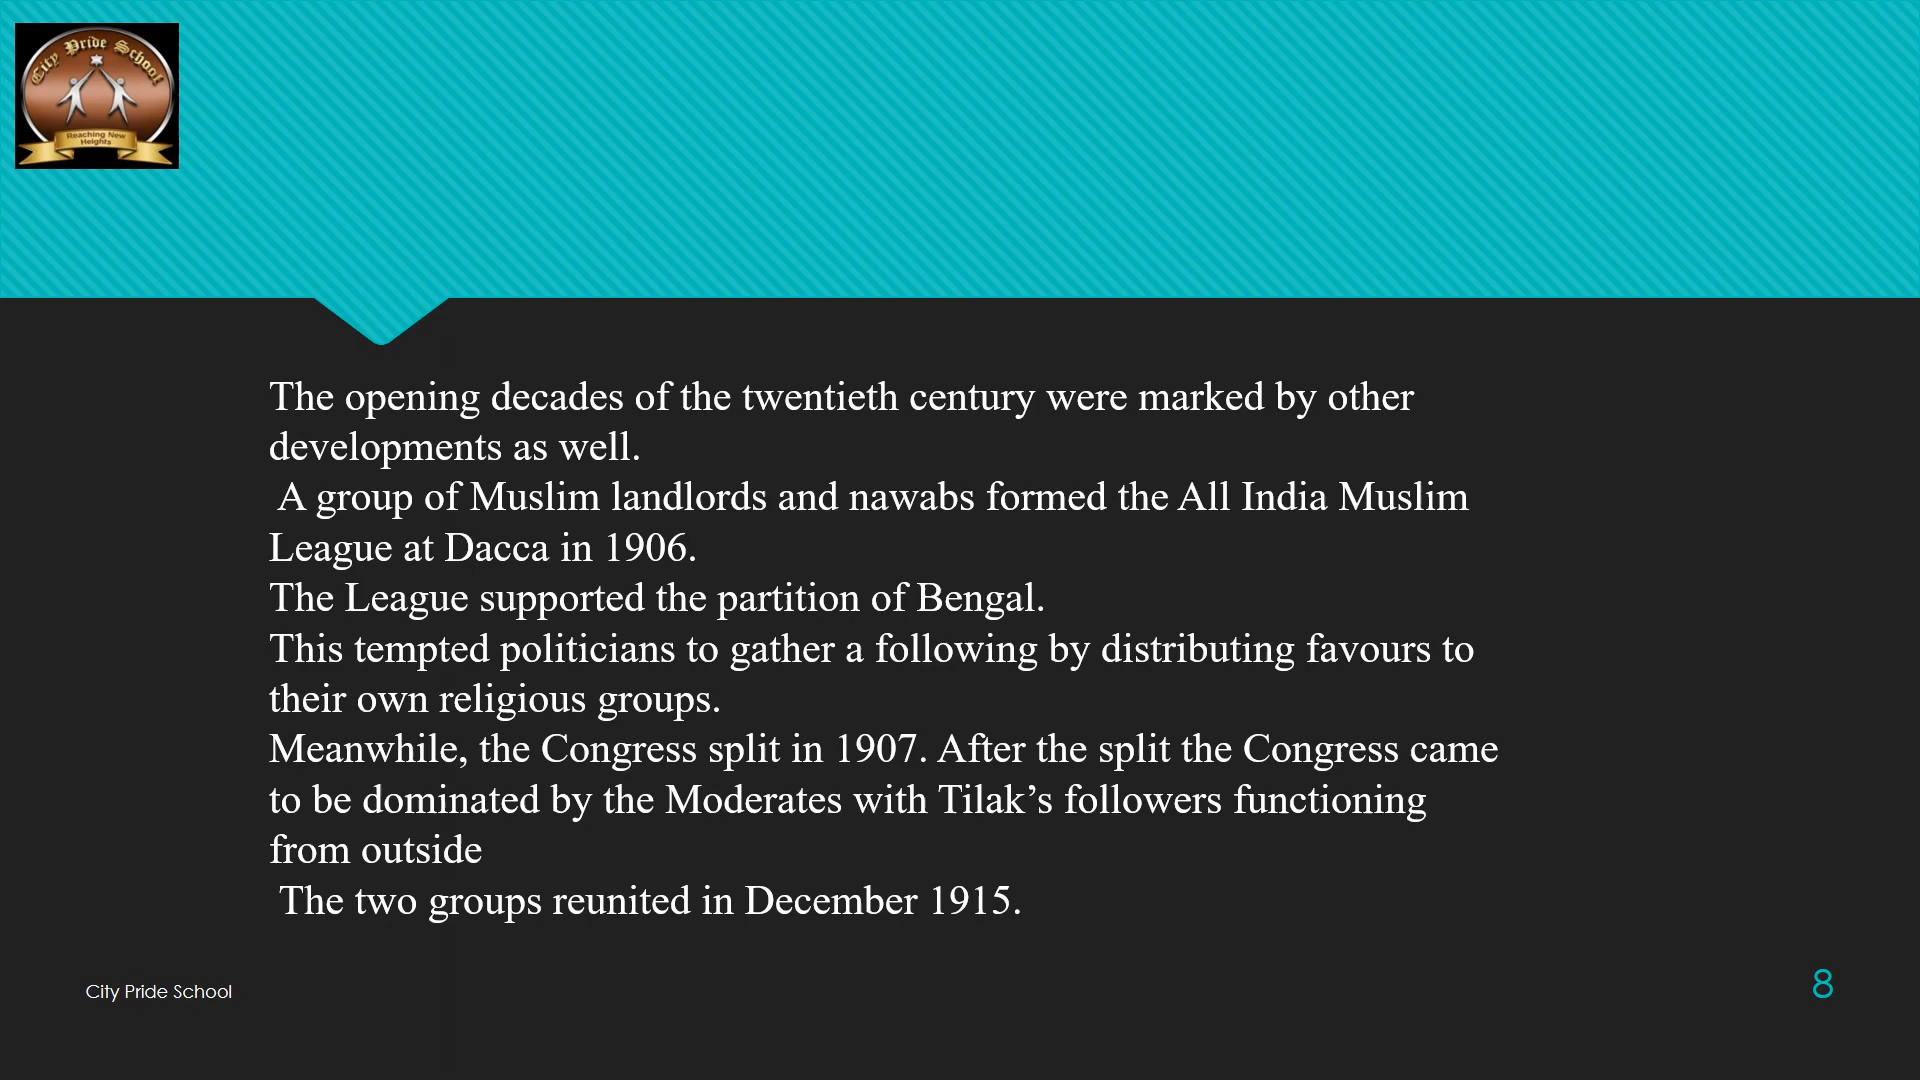 City Pride School
Reaching New
Heights
The opening decades of the twentieth century were marked by other
developments as well.
A group of Muslim landlords and nawabs formed the All India Muslim
League at Dacca in 1906.
The League supported the partition of Bengal.
This tempted politicians to gather a following by distributing favours to
their own religious groups.
Meanwhile, the Congress split in 1907. After the split the Congress came
to be dominated by the Moderates with Tilak’s followers functioning
from outside
The two groups reunited in December 1915.
City Pride School
8